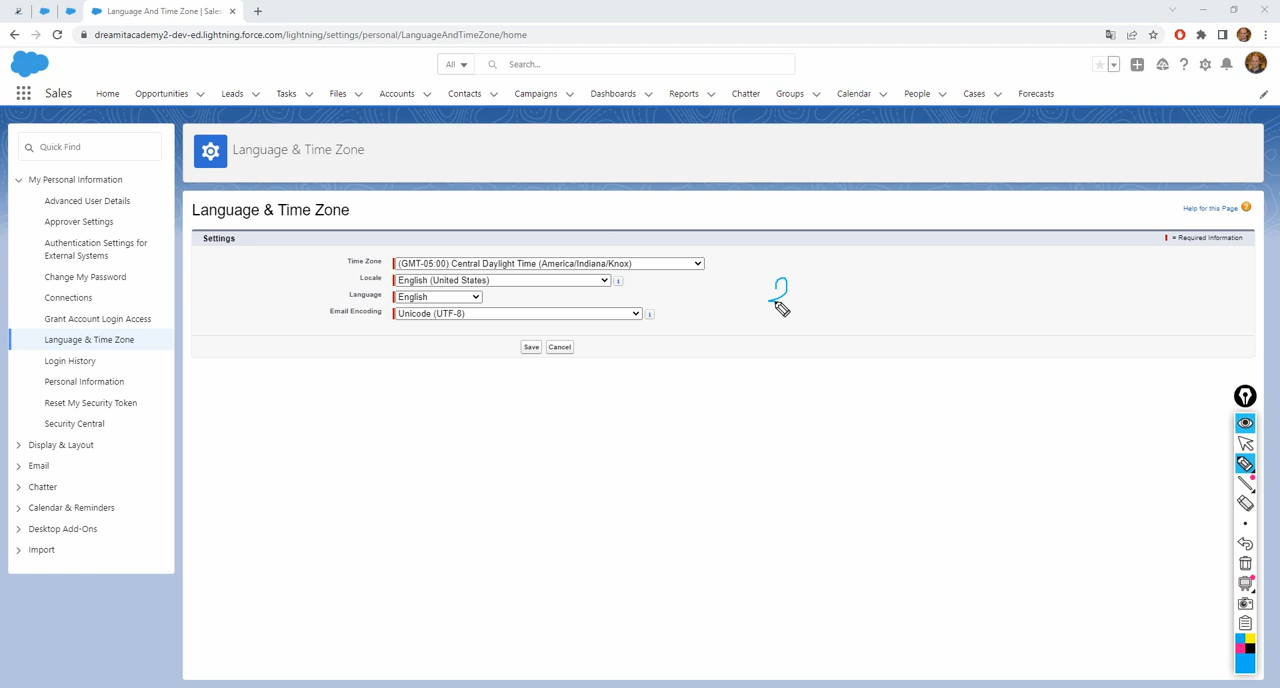 Language And Time Zone | Sales
dreamitacademy2-dev-ed.lightning.force.com/lightning/settings/personal/LanguageAndTimeZone/home
All
Search...
Sales
Home
Opportunities
Leads
Tasks
Files
Accounts
Contacts
Campaigns
Dashboards
Reports
Chatter
Groups
Calendar
People
Cases
Forecasts
Quick Find
My Personal Information
Advanced User Details
Approver Settings
Authentication Settings for
External Systems
Change My Password
Connections
Grant Account Login Access
Language & Time Zone
Login History
Personal Information
Reset My Security Token
Security Central
Display & Layout
Email
Chatter
Calendar & Reminders
Desktop Add-Ons
Import
Language & Time Zone
Language & Time Zone
Help for this Page
Settings
= Required Information
Time Zone
(GMT-05:00) Central Daylight Time (America/Indiana/Knox)
Locale
English (United States)
Language
English
Email Encoding
Unicode (UTF-8)
Save
Cancel
2